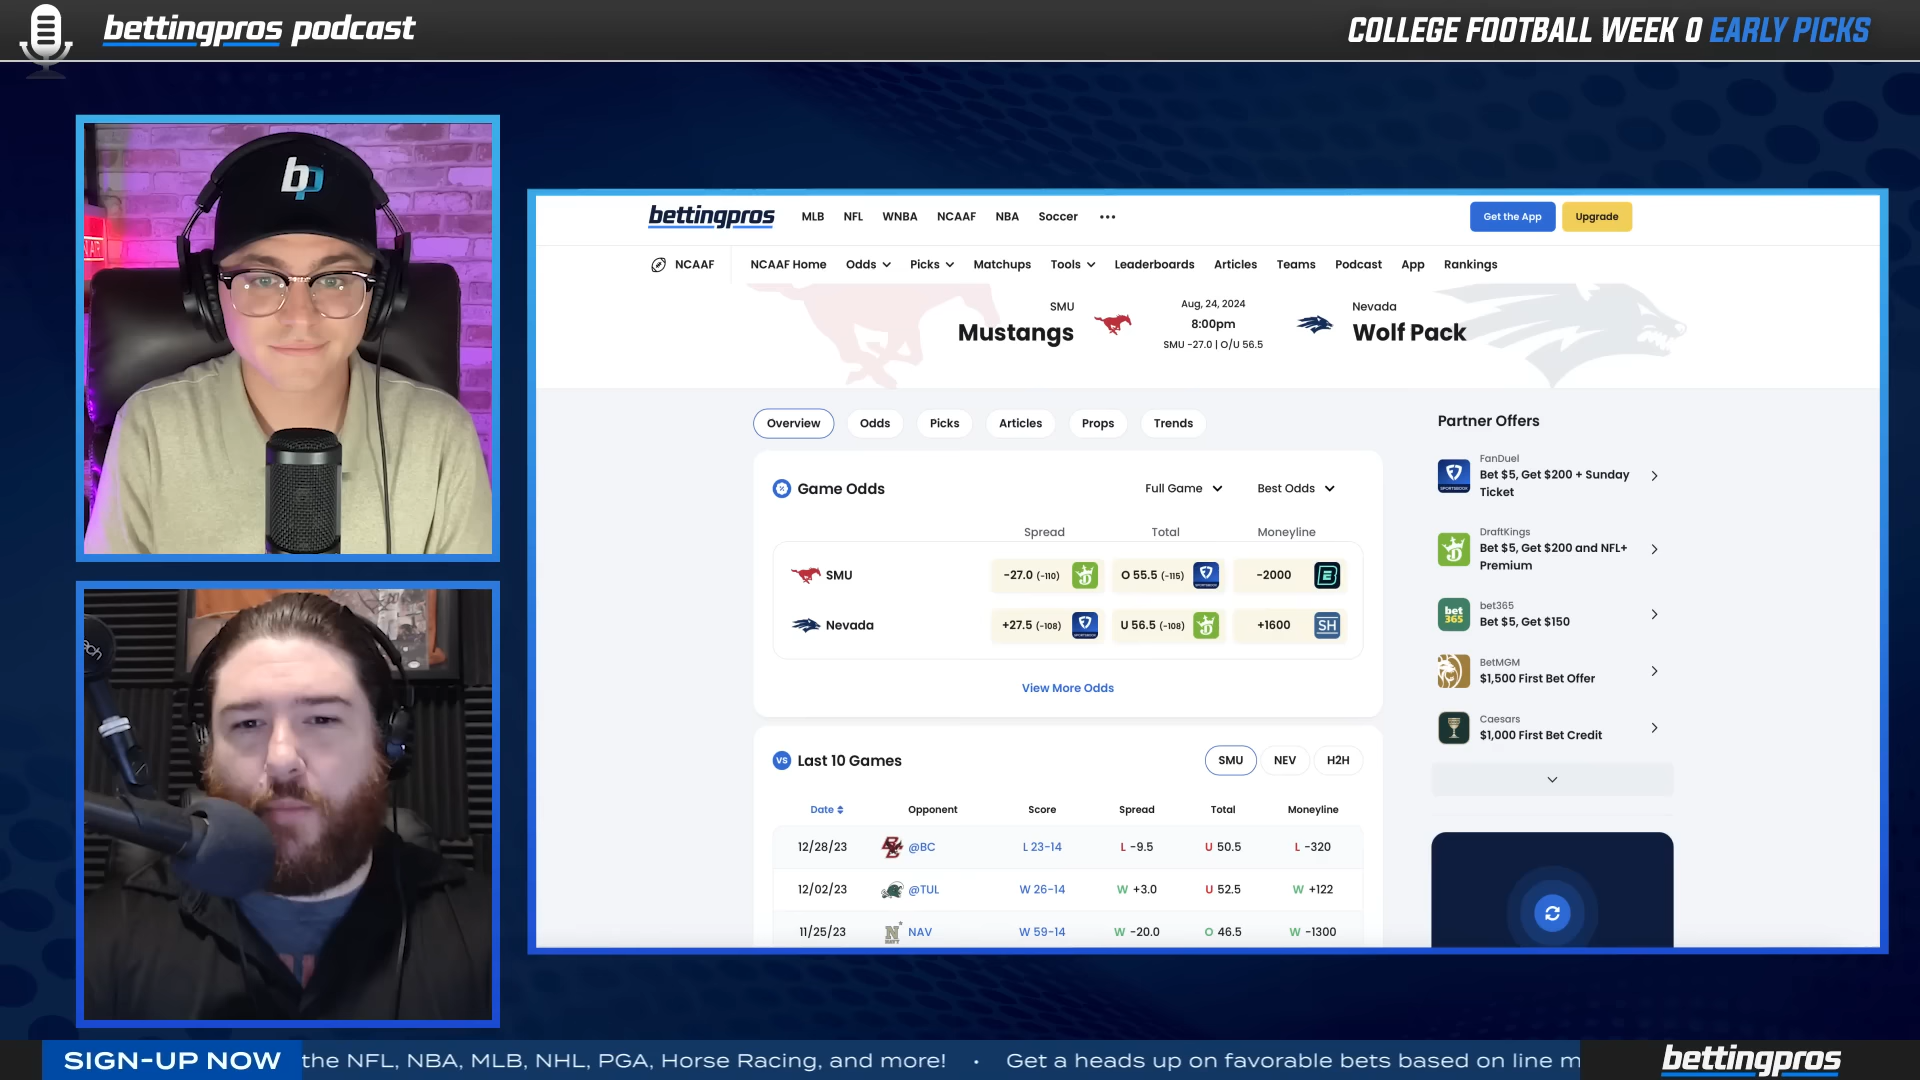 bettingpros podcast
COLLEGE FOOTBALL WEEK 0 EARLY PICKS
bp
bettingpros
MLB NFL WNBA NCAAF NBA Soccer •••
Get the App
Upgrade
NCAAF
NCAAF Home Odds Picks Matchups Tools Leaderboards Articles Teams Podcast App Rankings
SMU
Mustangs
Aug, 24, 2024
8:00pm
SMU -27.0 | O/U 56.5
Nevada
Wolf Pack
Overview Odds Picks Articles Props Trends
Game Odds
Full Game
Best Odds
Spread Total Moneyline
SMU -27.0 (-110) O 55.5 (-115) -2000
Nevada +27.5 (-108) U 56.5 (-108) +1600 SH
View More Odds
VS Last 10 Games
SMU NEV H2H
Date Opponent Score Spread Total Moneyline
12/28/23 @BC L 23-14 L -9.5 U 50.5 L -320
12/02/23 @TUL W 26-14 W +3.0 U 52.5 W +122
11/25/23 NAV W 59-14 W -20.0 O 46.5 W -1300
Partner Offers
FanDuel
Bet $5, Get $200 + Sunday
Ticket
DraftKings
Bet $5, Get $200 and NFL+
Premium
bet365
bet365
Bet $5, Get $150
BetMGM
$1,500 First Bet Offer
Caesars
$1,000 First Bet Credit
SIGN-UP NOW
the NFL, NBA, MLB, NHL, PGA, Horse Racing, and more! • Get a heads up on favorable bets based on line m
bettingpros